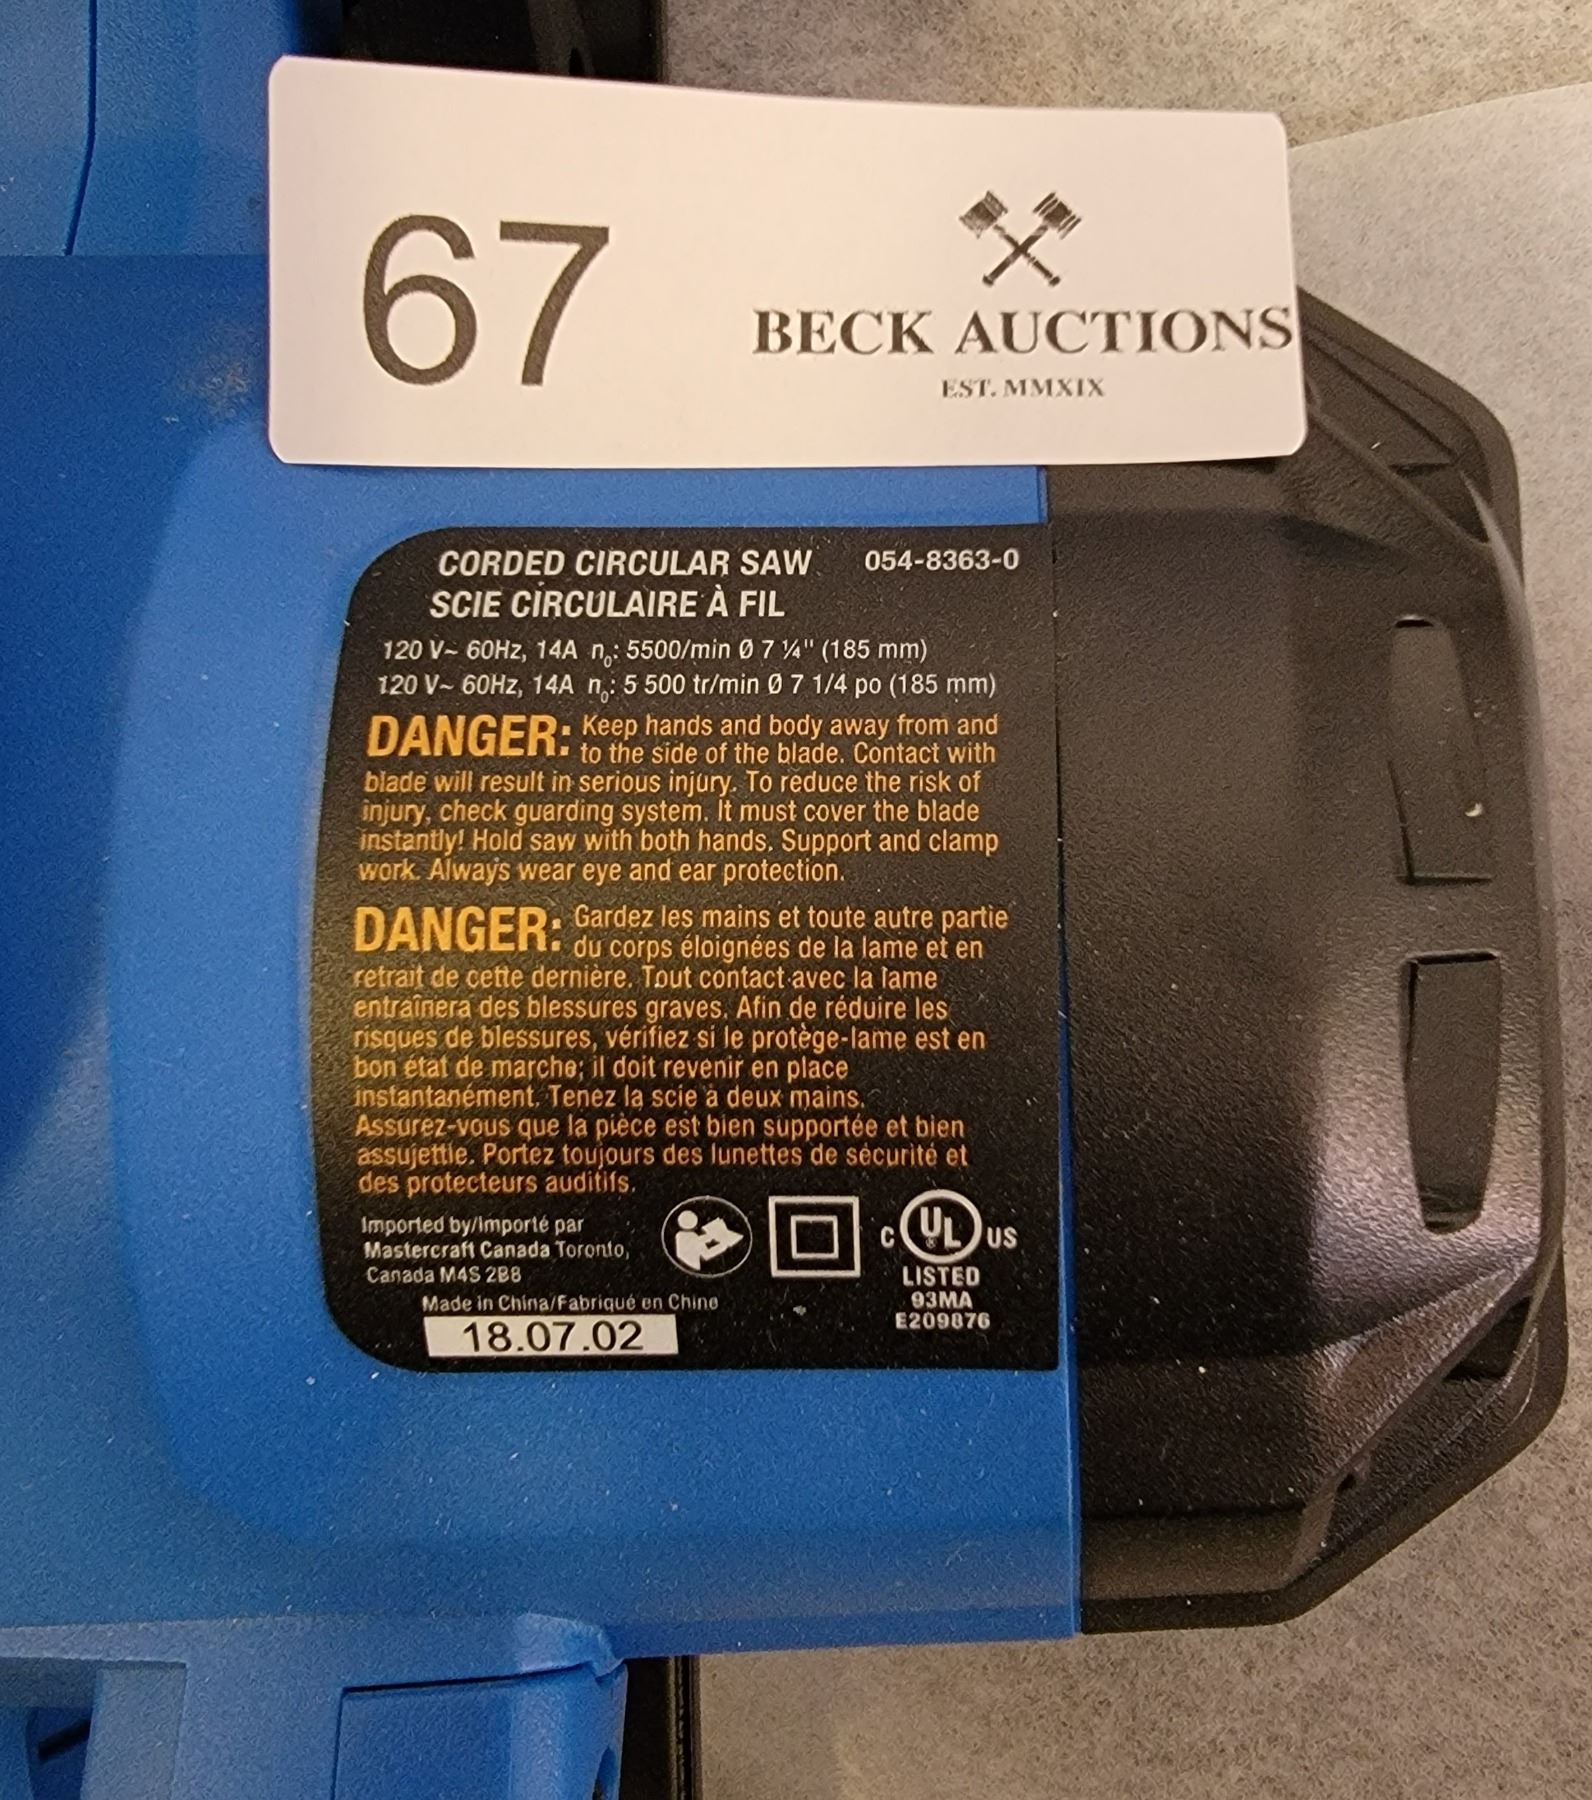 67
BECK AUCTIONS
EST. MMXIX
CORDED CIRCULAR SAW 054-8363-0
SCIE CIRCULAIRE À FIL
120 V~ 60Hz, 14A n₀: 5500/min Ø 7 ¼" (185 mm)
120 V~ 60Hz, 14A n₀: 5 500 tr/min Ø 7 1/4 po (185 mm)
DANGER: Keep hands and body away from and
to the side of the blade. Contact with
blade will result in serious injury. To reduce the risk of
injury, check guarding system. It must cover the blade
instantly! Hold saw with both hands. Support and clamp
work. Always wear eye and ear protection.
DANGER: Gardez les mains et toute autre partie
du corps éloignées de la lame et en
retrait de cette dernière. Tout contact avec la lame
entraînera des blessures graves. Afin de réduire les
risques de blessures, vérifiez si le protège-lame est en
bon état de marche; il doit revenir en place
instantanément. Tenez la scie à deux mains.
Assurez-vous que la pièce est bien supportée et bien
assujettie. Portez toujours des lunettes de sécurité et
des protecteurs auditifs.
Imported by/Importé par
Mastercraft Canada Toronto,
Canada M4S 2B8
Made in China/Fabriqué en Chine
18.07.02
C UL® US
LISTED
93MA
E209876